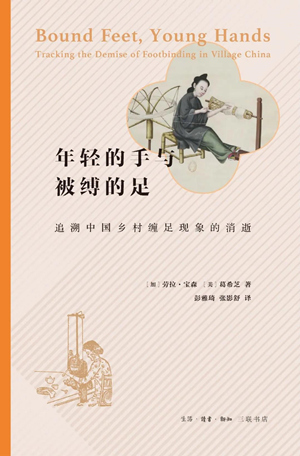 Bound Feet, Young Hands
Tracking the Demise of Footbinding in Village China
年轻的手与
被缚的足
追溯中国乡村缠足现象的消逝
[加] 劳拉·宝森 [美] 葛希芝 著
彭雅琦 张影舒 译
生活·读书·新知 三联书店